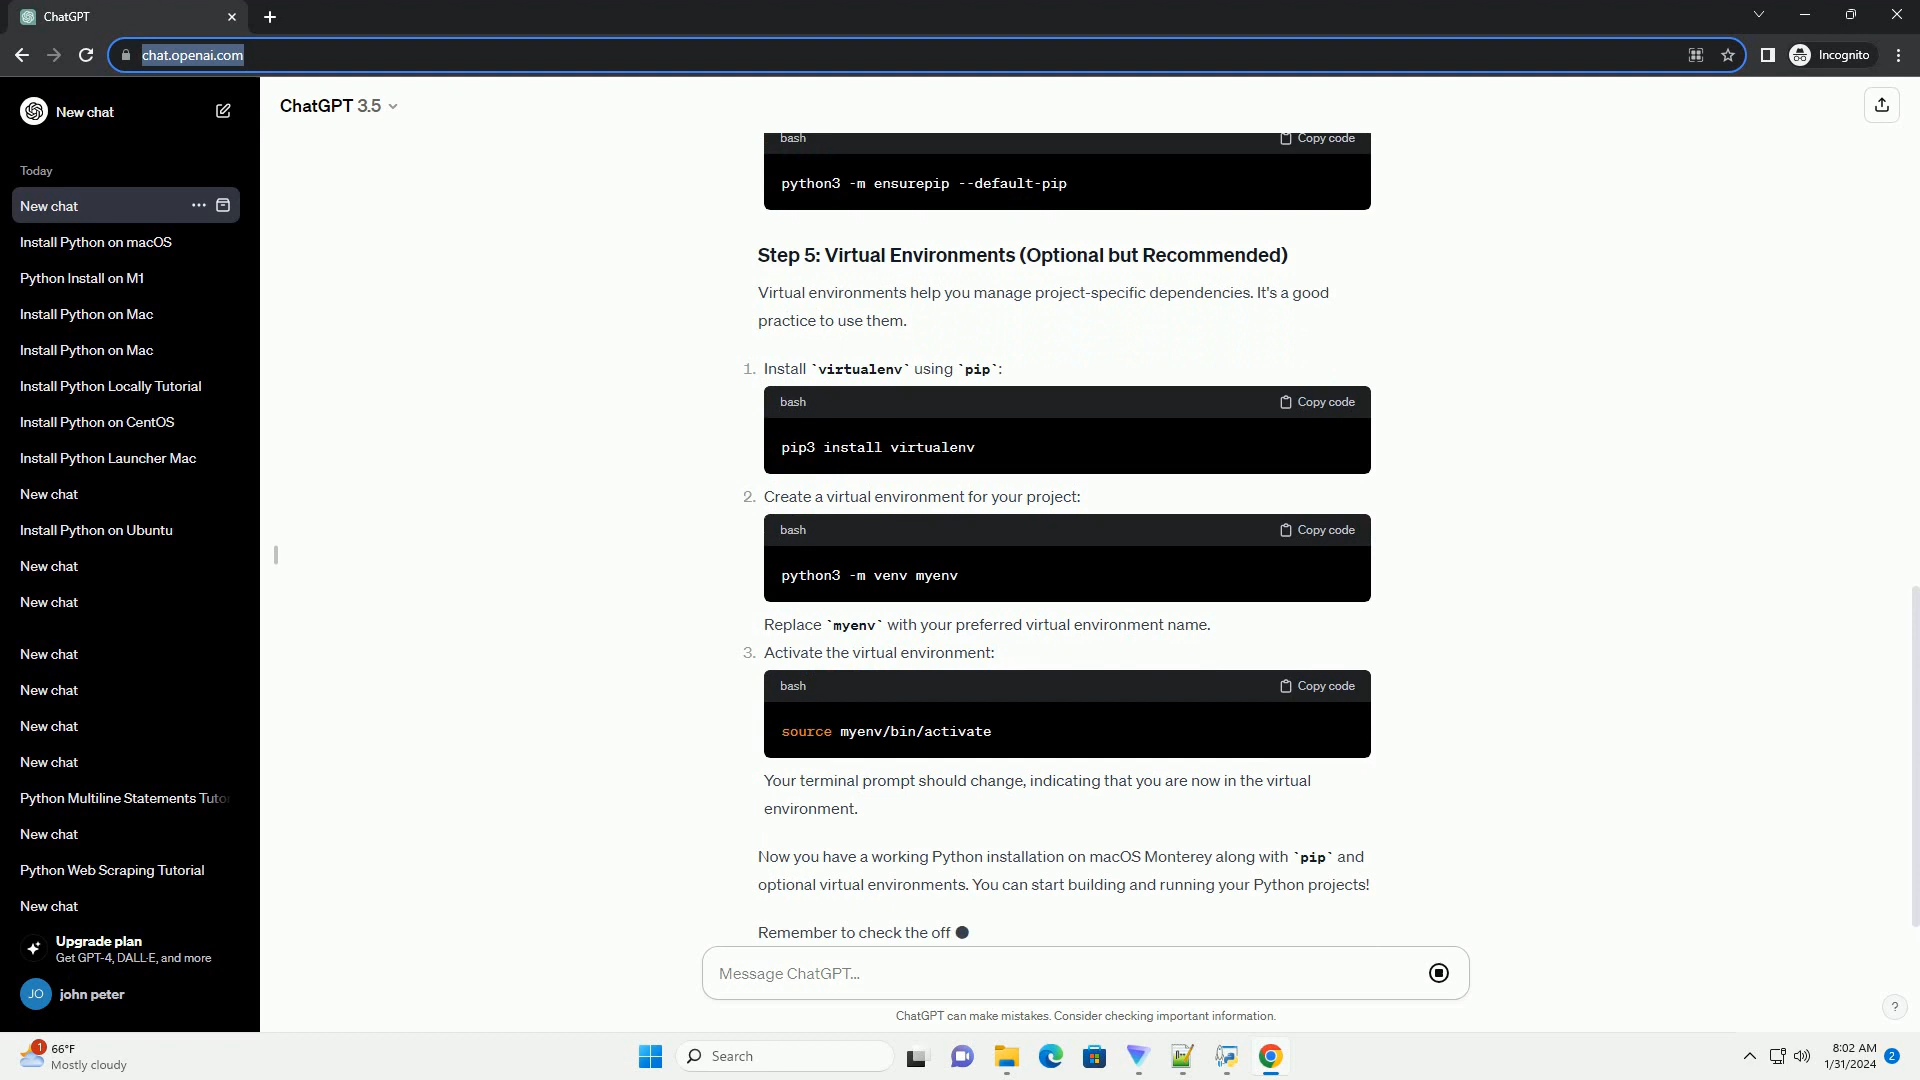 ChatGPT
chat.openai.com
Incognito
New chat
ChatGPT 3.5
Today
New chat
Install Python on macOS
Python Install on M1
Install Python on Mac
Install Python on Mac
Install Python Locally Tutorial
Install Python on CentOS
Install Python Launcher Mac
New chat
Install Python on Ubuntu
New chat
New chat
New chat
New chat
New chat
New chat
Python Multiline Statements Tutor
New chat
Python Web Scraping Tutorial
New chat
Upgrade plan
Get GPT-4, DALL·E, and more
JO john peter
bash Copy code
python3 -m ensurepip --default-pip
Step 5: Virtual Environments (Optional but Recommended)
Virtual environments help you manage project-specific dependencies. It's a good
practice to use them.
1. Install `virtualenv` using `pip`:
bash Copy code
pip3 install virtualenv
2. Create a virtual environment for your project:
bash Copy code
python3 -m venv myenv
Replace `myenv` with your preferred virtual environment name.
3. Activate the virtual environment:
bash Copy code
source myenv/bin/activate
Your terminal prompt should change, indicating that you are now in the virtual
environment.
Now you have a working Python installation on macOS Monterey along with `pip` and
optional virtual environments. You can start building and running your Python projects!
Remember to check the off
Message ChatGPT...
ChatGPT can make mistakes. Consider checking important information.
?
1
66°F
Mostly cloudy
Search
8:02 AM
1/31/2024
2